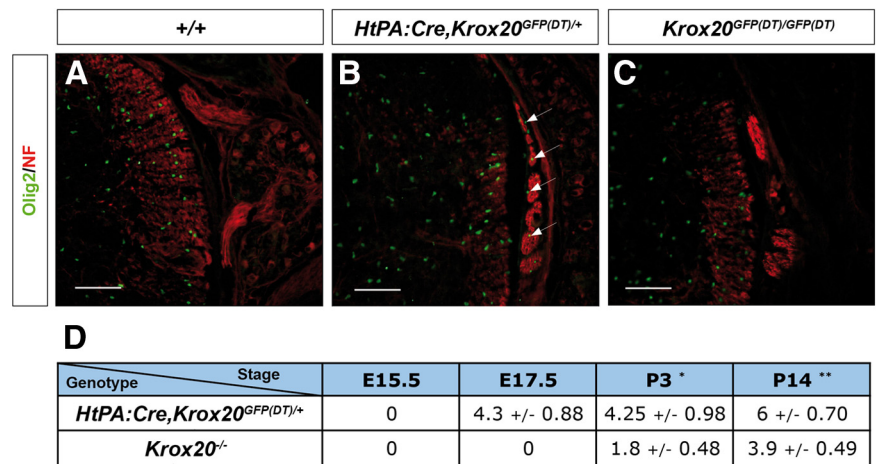 +/+
HtPA:Cre,Krox20GFP(DT)/+
Krox20GFP(DT)/GFP(DT)
Olig2/NF
A
B
C
D
Genotype Stage E15.5 E17.5 P3 * P14 **
HtPA:Cre,Krox20GFP(DT)/+ 0 4.3 +/- 0.88 4.25 +/- 0.98 6 +/- 0.70
Krox20-/- 0 0 1.8 +/- 0.48 3.9 +/- 0.49